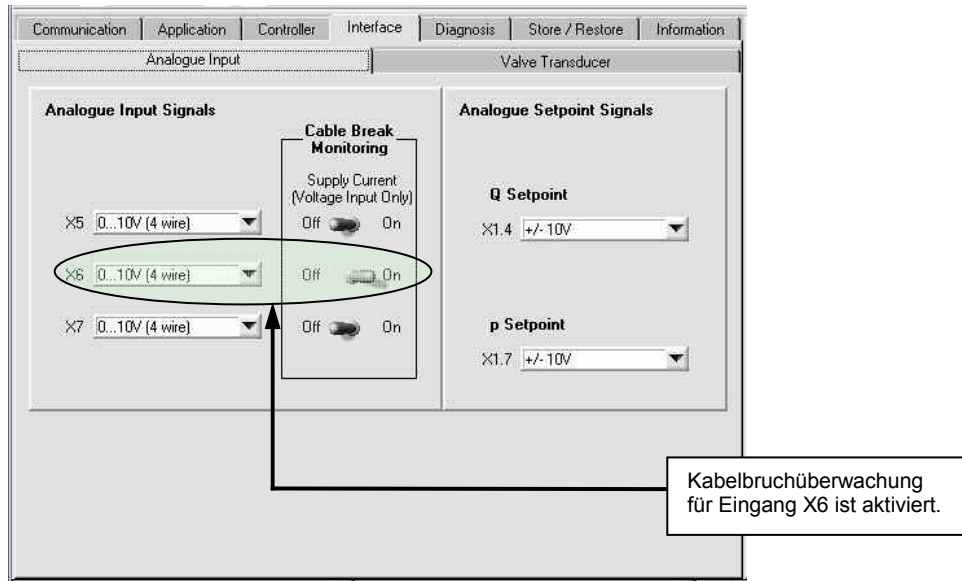 Communication Application Controller Interface Diagnosis Store / Restore Information
Analogue Input Valve Transducer
Analogue Input Signals
Cable Break
Monitoring
Supply Current
(Voltage Input Only)
X5 0...10V (4 wire) Off On
X6 0...10V (4 wire) Off On
X7 0...10V (4 wire) Off On
Analogue Setpoint Signals
Q Setpoint
X1.4 +/- 10V
p Setpoint
X1.7 +/- 10V
Kabelbruchüberwachung
für Eingang X6 ist aktiviert.